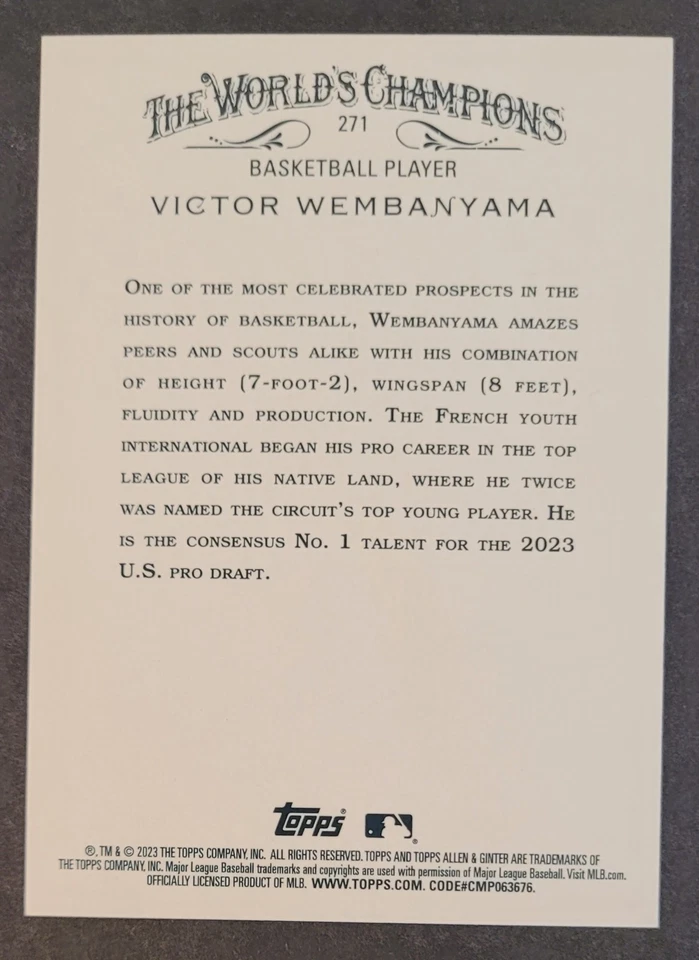 THE WORLD'S CHAMPIONS
271
BASKETBALL PLAYER
VICTOR WEMBANYAMA
ONE OF THE MOST CELEBRATED PROSPECTS IN THE
HISTORY OF BASKETBALL, WEMBANYAMA AMAZES
PEERS AND SCOUTS ALIKE WITH HIS COMBINATION
OF HEIGHT (7-FOOT-2), WINGSPAN (8 FEET),
FLUIDITY AND PRODUCTION. THE FRENCH YOUTH
INTERNATIONAL BEGAN HIS PRO CAREER IN THE TOP
LEAGUE OF HIS NATIVE LAND, WHERE HE TWICE
WAS NAMED THE CIRCUIT'S TOP YOUNG PLAYER. HE
IS THE CONSENSUS NO. 1 TALENT FOR THE 2023
U.S. PRO DRAFT.
Topps®
®
®, TM & © 2023 THE TOPPS COMPANY, INC. ALL RIGHTS RESERVED. TOPPS AND TOPPS ALLEN & GINTER ARE TRADEMARKS OF
THE TOPPS COMPANY, INC. Major League Baseball trademarks and copyrights are used with permission of Major League Baseball. Visit MLB.com.
OFFICIALLY LICENSED PRODUCT OF MLB. WWW.TOPPS.COM. CODE#CMP063676.